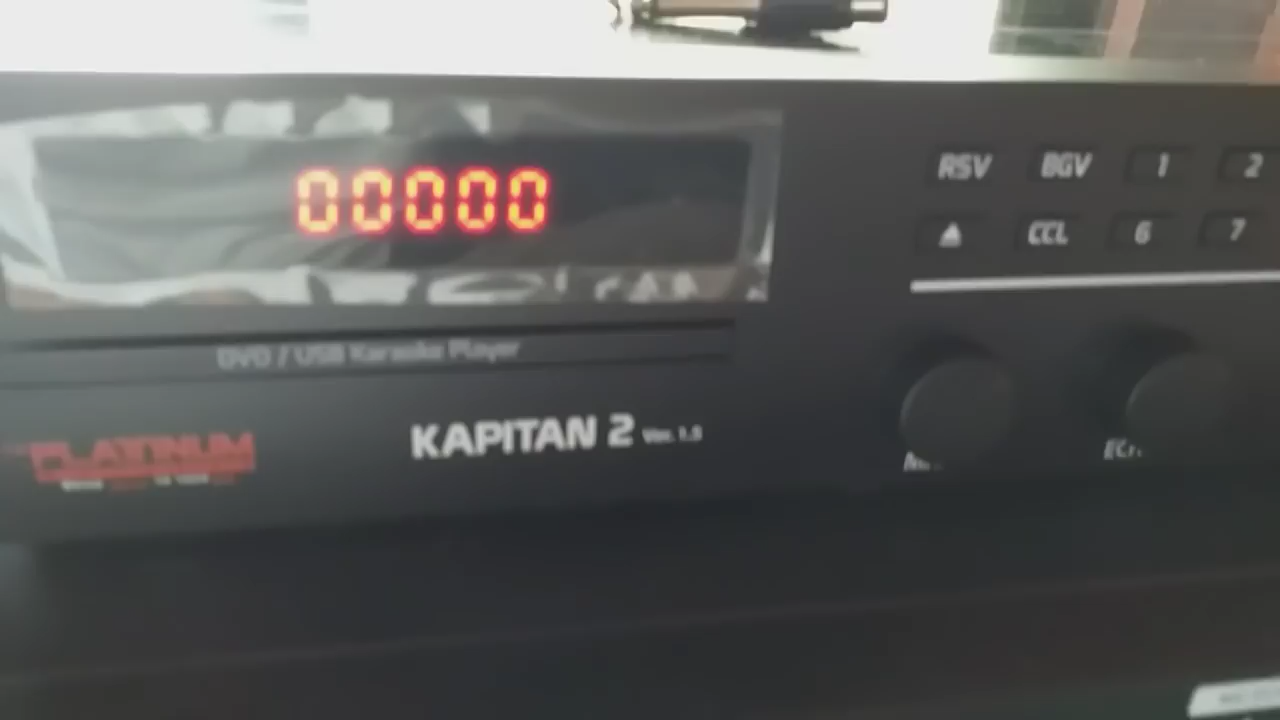 00000
RSV BGV 1 2
CCL 6 7
DVD / USB Karaoke Player
PLATINUM
KAPITAN 2